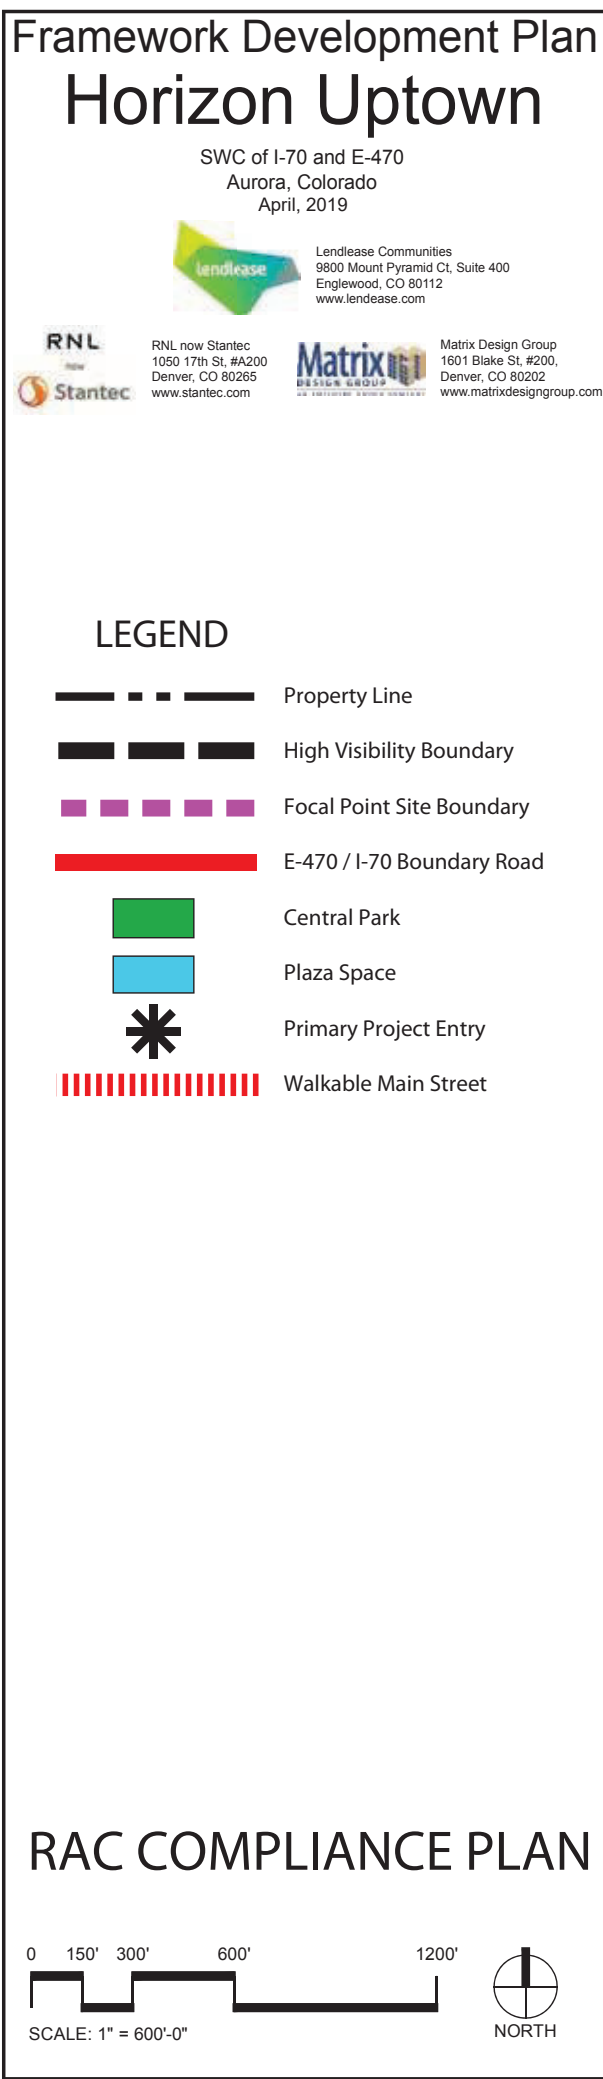 Framework Development Plan
Horizon Uptown
SWC of I-70 and E-470
Aurora, Colorado
April, 2019
lendlease
Lendlease Communities
9800 Mount Pyramid Ct, Suite 400
Englewood, CO 80112
www.lendease.com
RNL
now
Stantec
RNL now Stantec
1050 17th St, #A200
Denver, CO 80265
www.stantec.com
Matrix
DESIGN GROUP
Matrix Design Group
1601 Blake St, #200,
Denver, CO 80202
www.matrixdesigngroup.com
LEGEND
Property Line
High Visibility Boundary
Focal Point Site Boundary
E-470 / I-70 Boundary Road
Central Park
Plaza Space
Primary Project Entry
Walkable Main Street
RAC COMPLIANCE PLAN
0 150' 300' 600' 1200'
SCALE: 1" = 600'-0"
NORTH